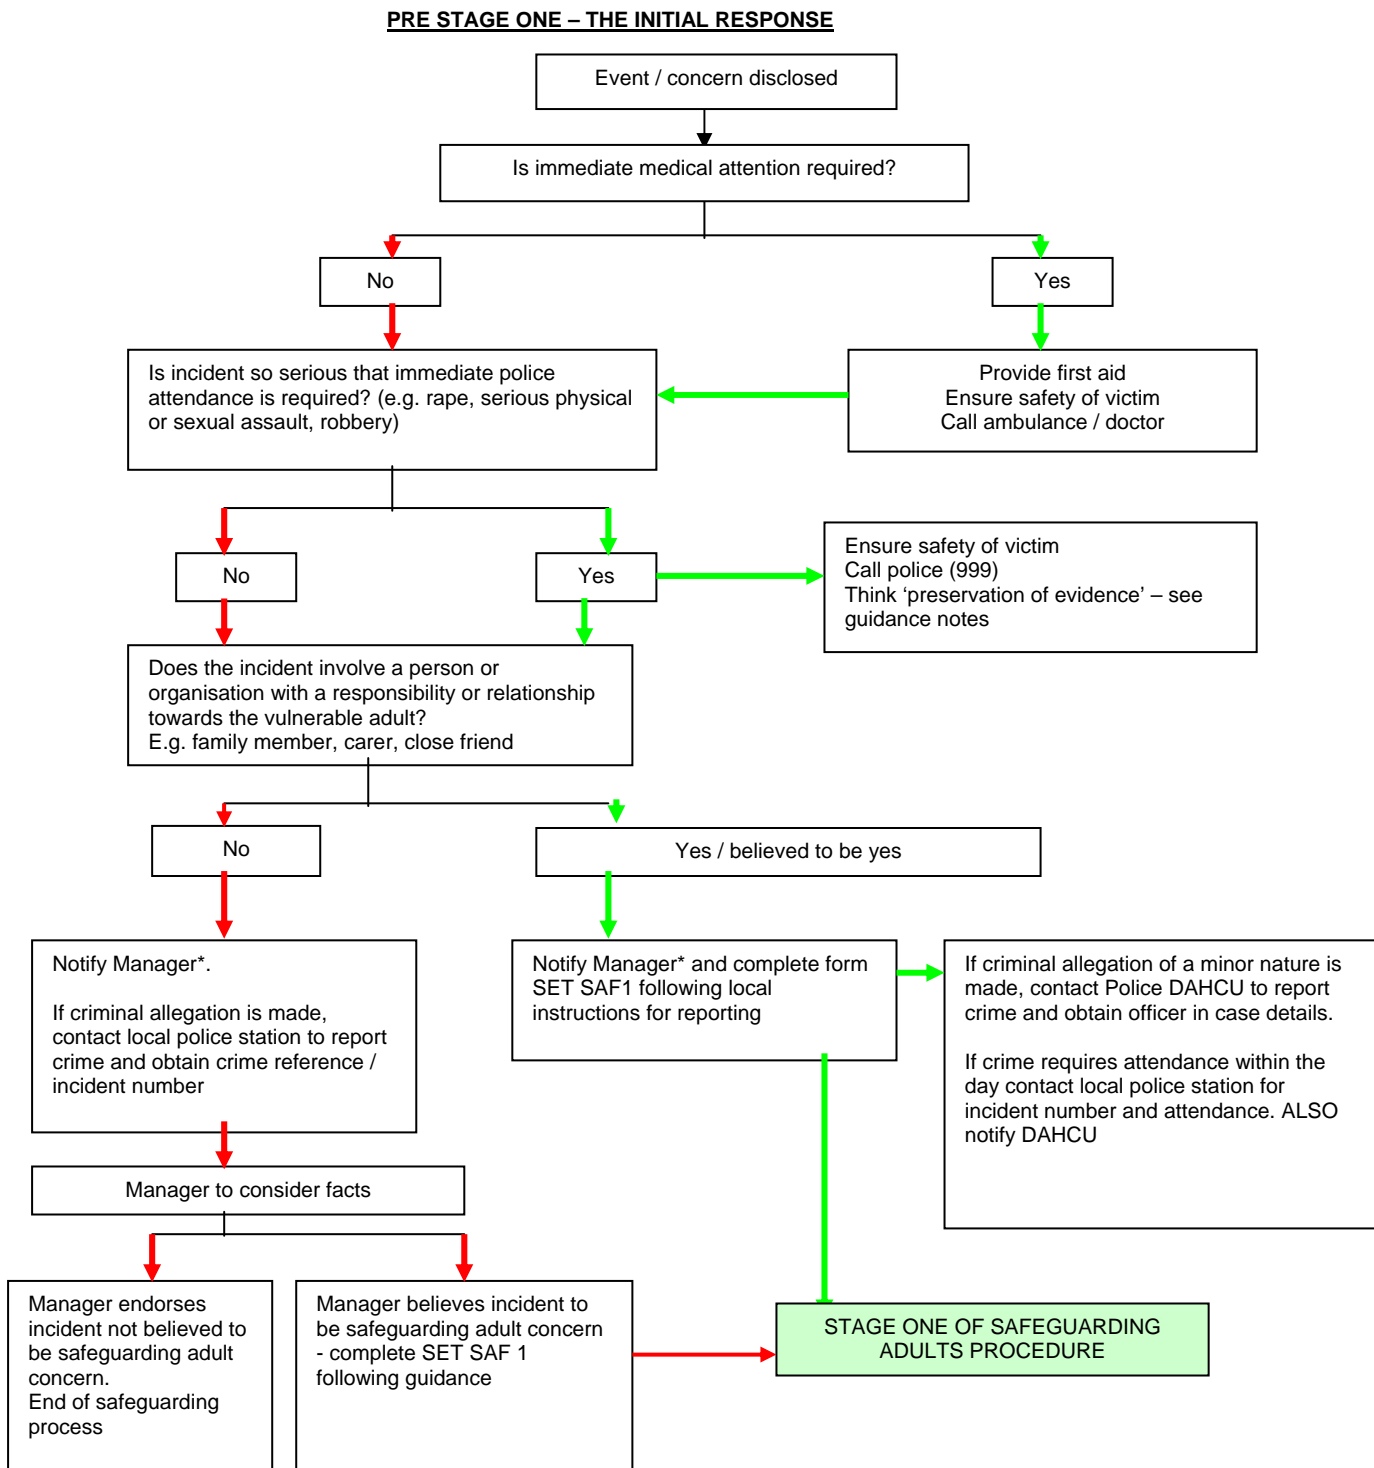 PRE STAGE ONE – THE INITIAL RESPONSE
Event / concern disclosed
Is immediate medical attention required?
No
Yes
Is incident so serious that immediate police
attendance is required? (e.g. rape, serious physical
or sexual assault, robbery)
Provide first aid
Ensure safety of victim
Call ambulance / doctor
No
Yes
Ensure safety of victim
Call police (999)
Think ‘preservation of evidence’ – see
guidance notes
Does the incident involve a person or
organisation with a responsibility or relationship
towards the vulnerable adult?
E.g. family member, carer, close friend
No
Yes / believed to be yes
Notify Manager*.
If criminal allegation is made,
contact local police station to report
crime and obtain crime reference /
incident number
Notify Manager* and complete form
SET SAF1 following local
instructions for reporting
If criminal allegation of a minor nature is
made, contact Police DAHCU to report
crime and obtain officer in case details.
If crime requires attendance within the
day contact local police station for
incident number and attendance. ALSO
notify DAHCU
Manager to consider facts
Manager endorses
incident not believed to
be safeguarding adult
concern.
End of safeguarding
process
Manager believes incident to
be safeguarding adult concern
- complete SET SAF 1
following guidance
STAGE ONE OF SAFEGUARDING
ADULTS PROCEDURE